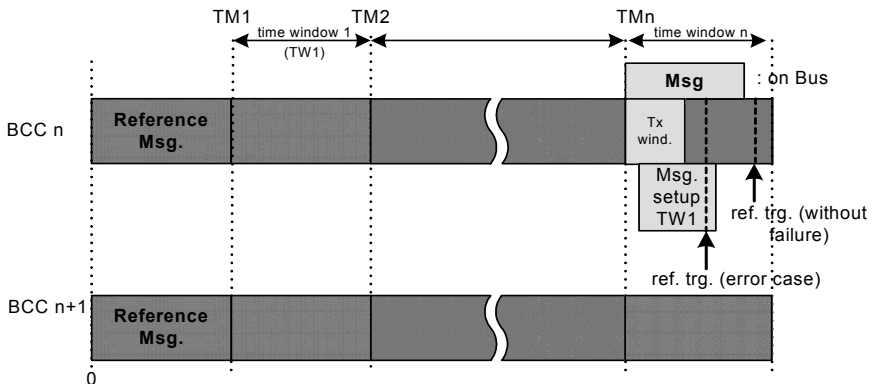 TM1
TM2
TMn
time window 1
(TW1)
time window n
Msg
: on Bus
BCC n
Reference
Msg.
Tx
wind.
Msg.
setup
TW1
ref. trg. (without
failure)
ref. trg. (error case)
BCC n+1
Reference
Msg.
0